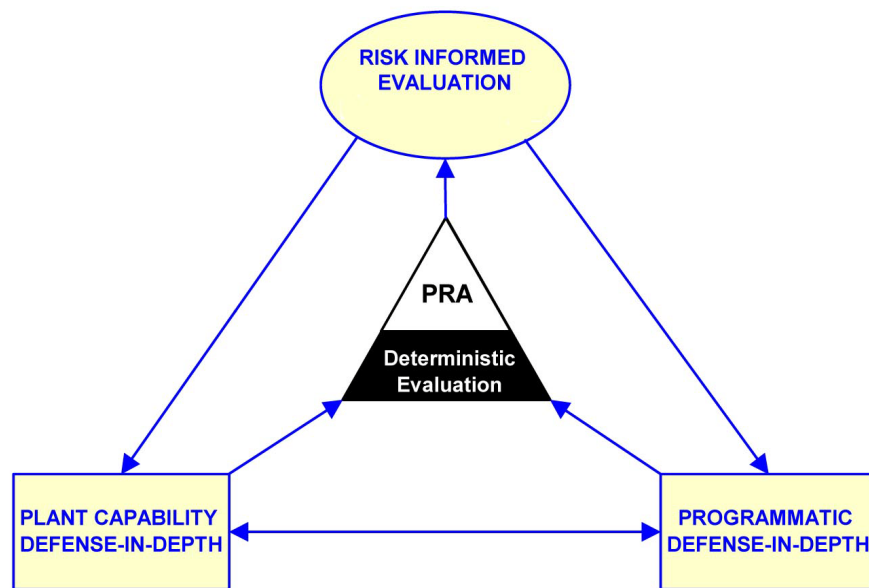 RISK INFORMED
EVALUATION
PRA
Deterministic
Evaluation
PLANT CAPABILITY
DEFENSE-IN-DEPTH
PROGRAMMATIC
DEFENSE-IN-DEPTH